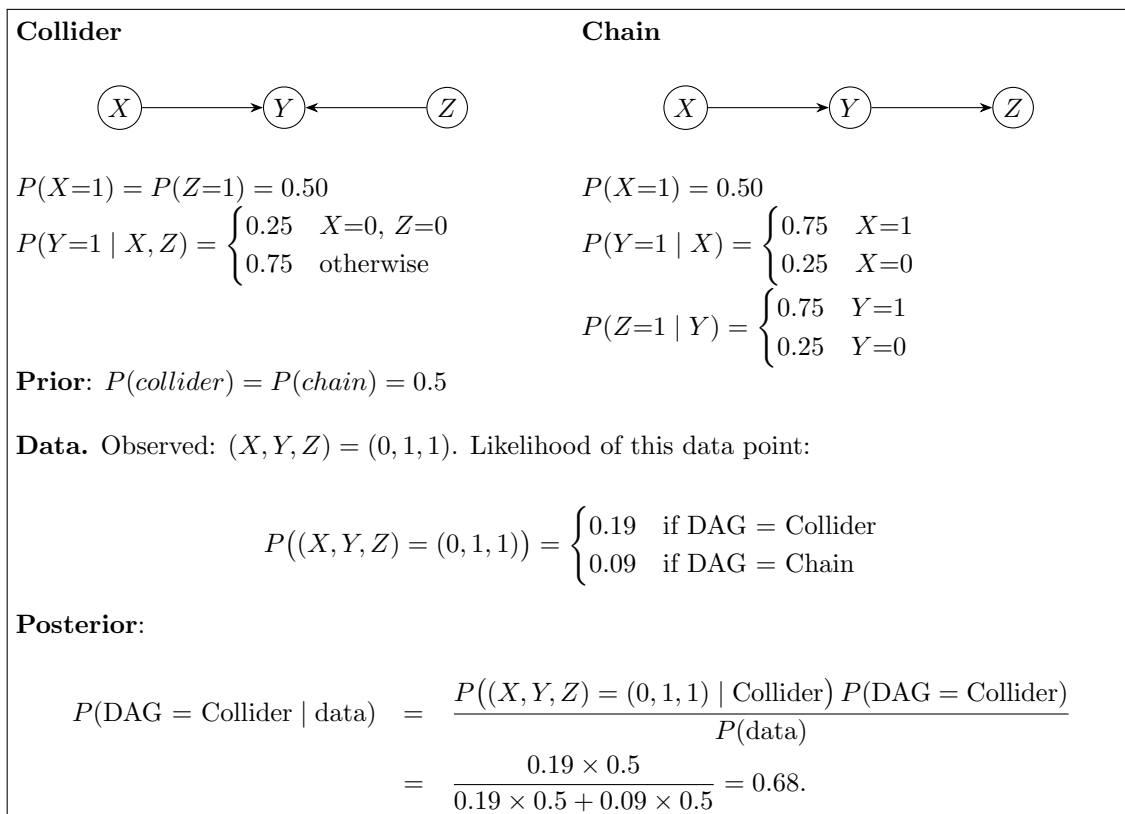 Collider Chain
X Y Z X Y Z
P(X=1) = P(Z=1) = 0.50 P(X=1) = 0.50
P(Y=1 | X, Z) = {0.25 X=0, Z=0 P(Y=1 | X) = {0.75 X=1
0.75 otherwise 0.25 X=0
P(Z=1 | Y) = {0.75 Y=1
0.25 Y=0
Prior: P(collider) = P(chain) = 0.5
Data. Observed: (X, Y, Z) = (0, 1, 1). Likelihood of this data point:
P((X, Y, Z) = (0, 1, 1)) = {0.19 if DAG = Collider
0.09 if DAG = Chain
Posterior:
P(DAG = Collider | data) = P((X, Y, Z) = (0, 1, 1) | Collider) P(DAG = Collider)
P(data)
= 0.19 × 0.5
0.19 × 0.5 + 0.09 × 0.5 = 0.68.